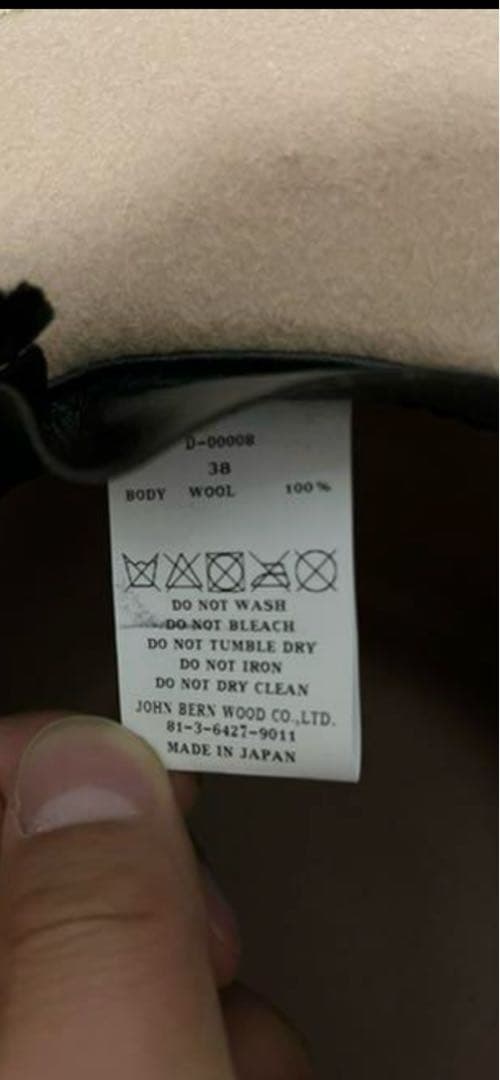 D-00008
38
BODY WOOL 100%
DO NOT WASH
DO NOT BLEACH
DO NOT TUMBLE DRY
DO NOT IRON
DO NOT DRY CLEAN
JOHN BERN WOOD CO.,LTD.
81-3-6427-9011
MADE IN JAPAN